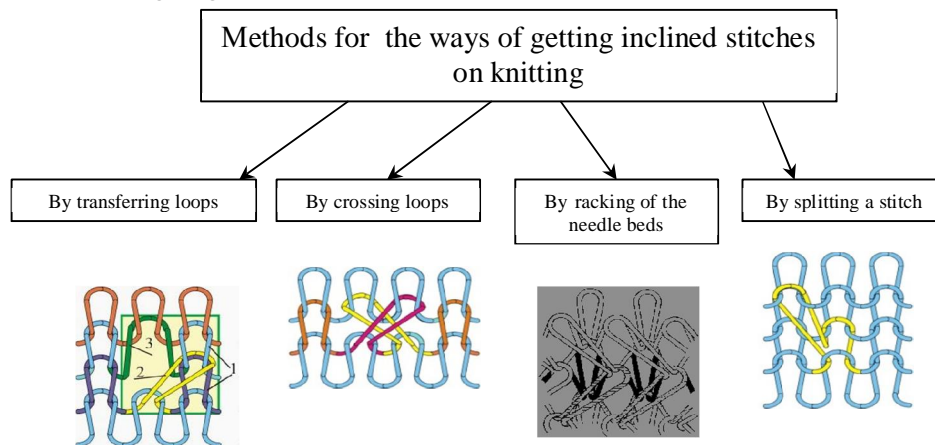 Methods for the ways of getting inclined stitches
on knitting
By transferring loops
By crossing loops
By racking of the
needle beds
By splitting a stitch
3
2
1